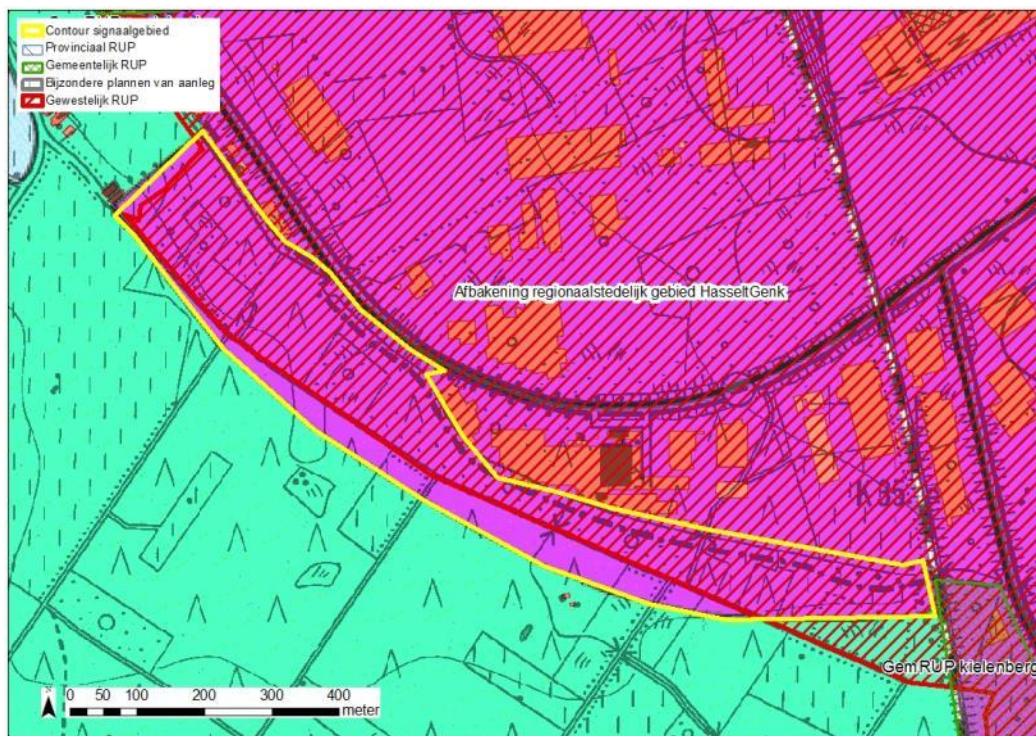 Contour signaalgebied
Provinciaal RUP
Gemeentelijk RUP
Bijzondere plannen van aanleg
Gewestelijk RUP
Afbakening regionaalstedelijk gebied HasseltGenk
K 35
GemRUP kielenberg
0 50 100 200 300 400
meter